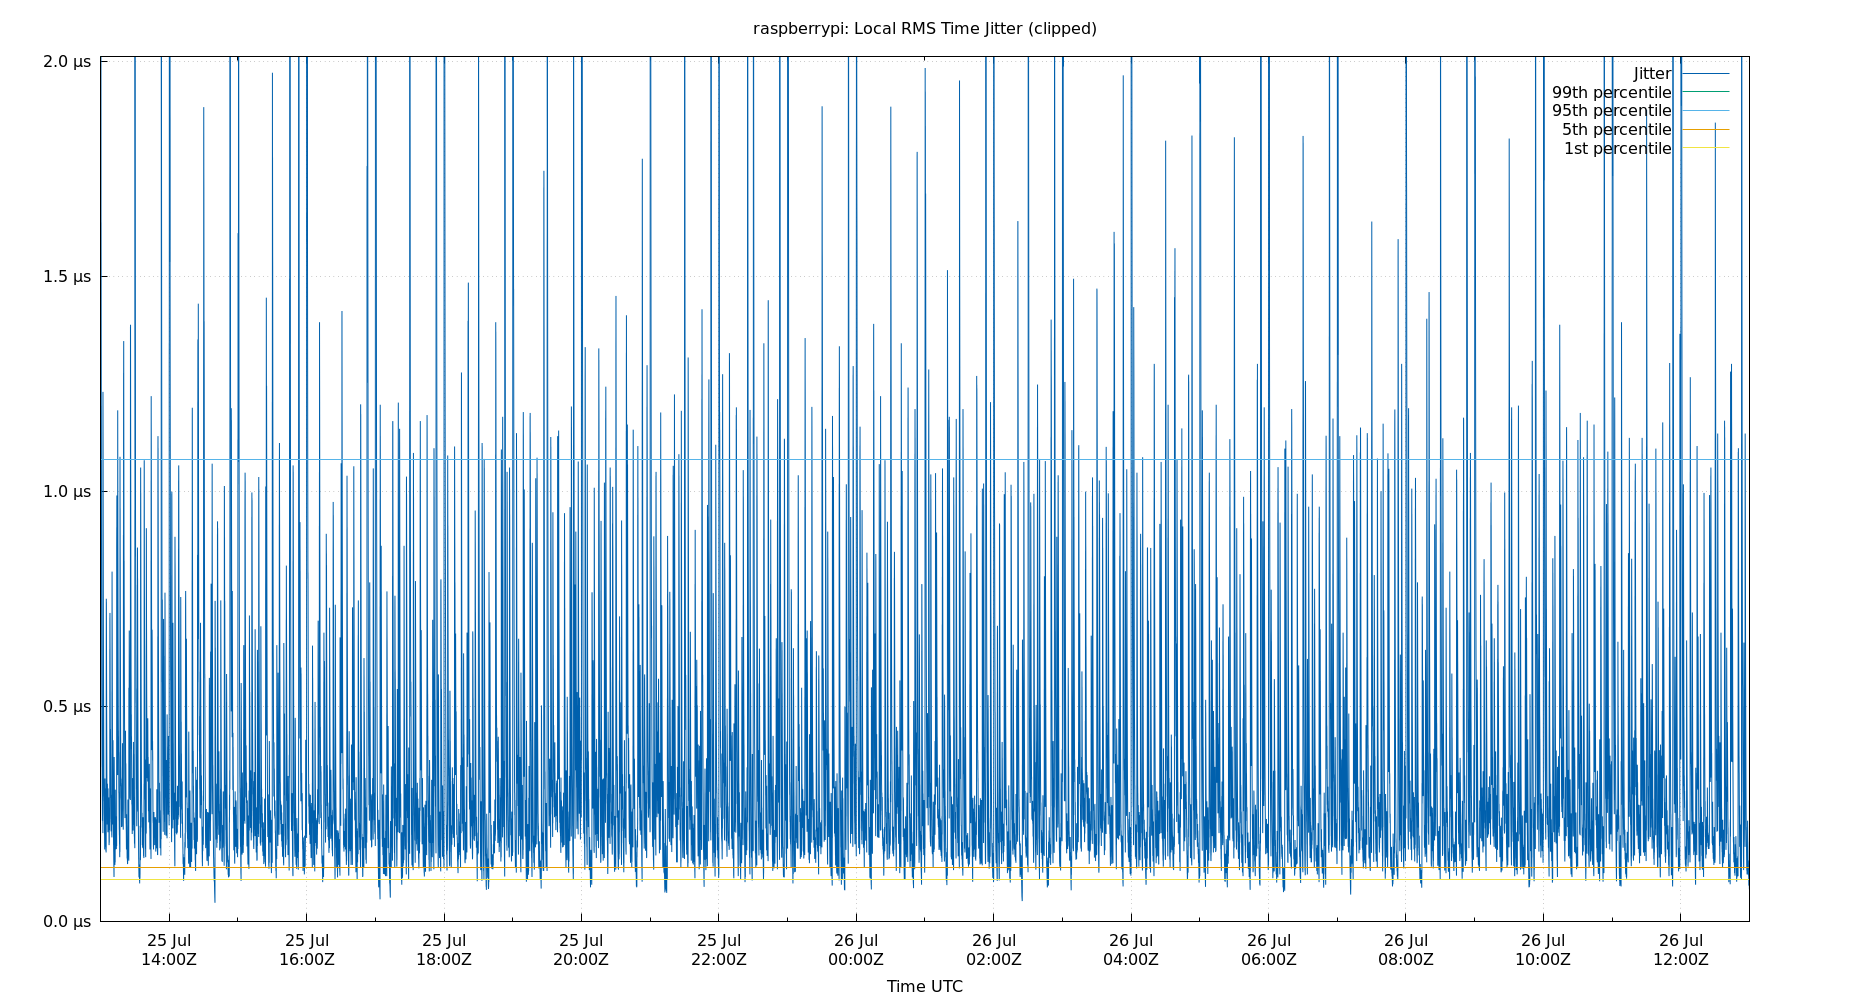 raspberrypi: Local RMS Time Jitter (clipped)
2.0 µs
1.5 µs
1.0 µs
0.5 µs
0.0 µs
Jitter
99th percentile
95th percentile
5th percentile
1st percentile
25 Jul 25 Jul 25 Jul 25 Jul 25 Jul 26 Jul 26 Jul 26 Jul 26 Jul 26 Jul 26 Jul 26 Jul
14:00Z 16:00Z 18:00Z 20:00Z 22:00Z 00:00Z 02:00Z 04:00Z 06:00Z 08:00Z 10:00Z 12:00Z
Time UTC